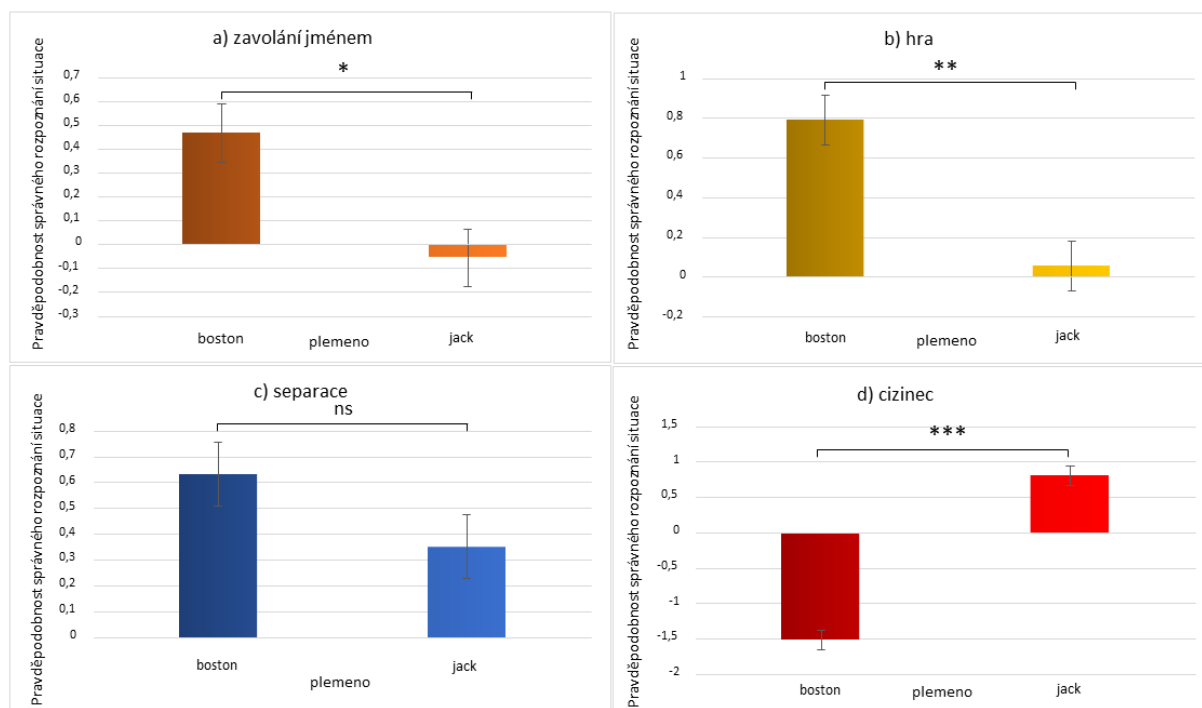 a) zavolání jménem
*
Pravděpodobnost správného rozpoznání situace
0,7
0,6
0,5
0,4
0,3
0,2
0,1
0
-0,1
-0,2
-0,3
boston
plemeno
jack
b) hra
**
Pravděpodobnost správného rozpoznání situace
1
0,8
0,6
0,4
0,2
0
-0,2
boston
plemeno
jack
c) separace
ns
Pravděpodobnost správného rozpoznání situace
0,8
0,7
0,6
0,5
0,4
0,3
0,2
0,1
0
boston
plemeno
jack
d) cizinec
***
Pravděpodobnost správného rozpoznání situace
1,5
1
0,5
0
-0,5
-1
-1,5
-2
boston
plemeno
jack